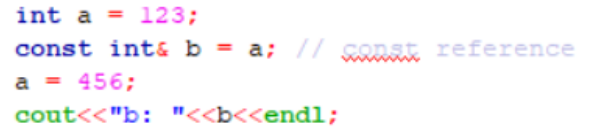 int a = 123;
const int& b = a; // const reference
a = 456;
cout<<"b: "<<b<<endl;